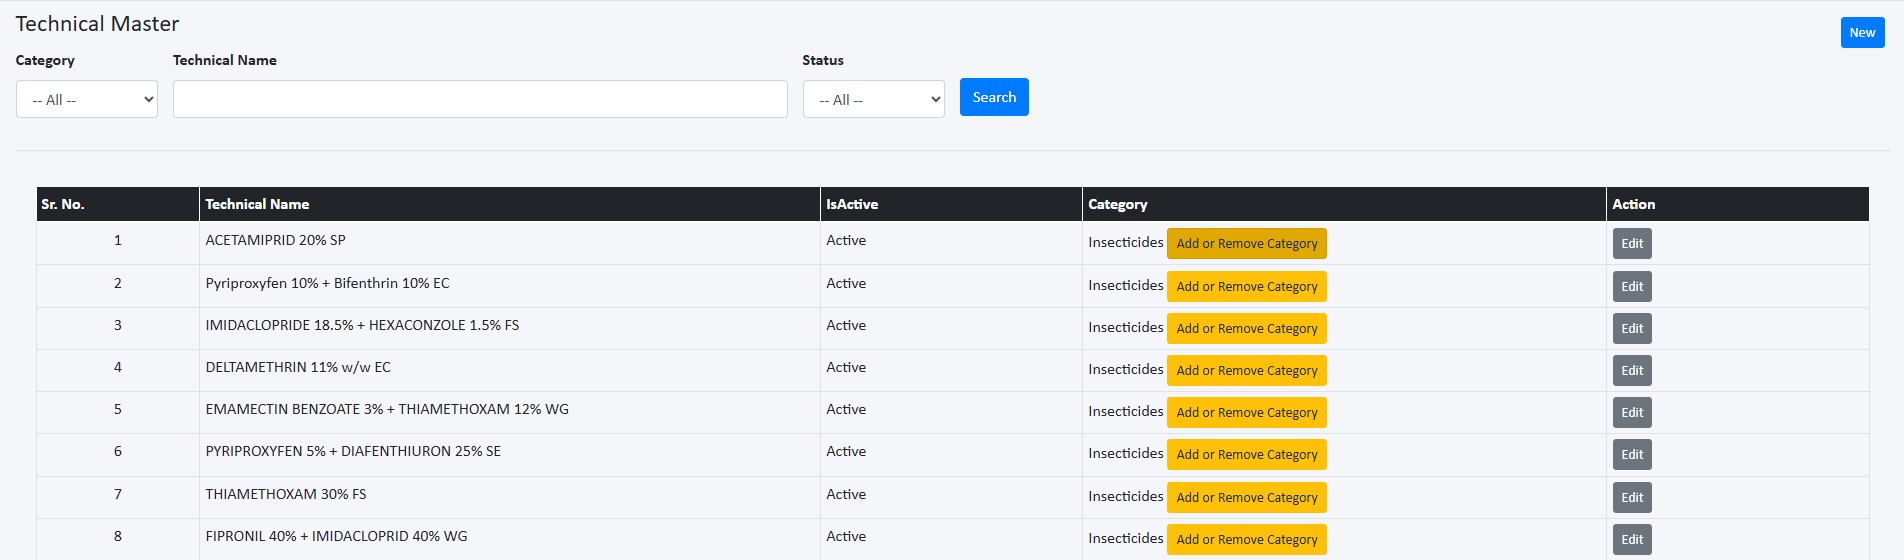 Technical Master
New
Category Technical Name Status
-- All -- -- All -- Search
Sr. No. Technical Name IsActive Category Action
1 ACETAMIPRID 20% SP Active Insecticides Add or Remove Category Edit
2 Pyriproxyfen 10% + Bifenthrin 10% EC Active Insecticides Add or Remove Category Edit
3 IMIDACLOPRIDE 18.5% + HEXACONZOLE 1.5% FS Active Insecticides Add or Remove Category Edit
4 DELTAMETHRIN 11% w/w EC Active Insecticides Add or Remove Category Edit
5 EMAMECTIN BENZOATE 3% + THIAMETHOXAM 12% WG Active Insecticides Add or Remove Category Edit
6 PYRIPROXYFEN 5% + DIAFENTHIURON 25% SE Active Insecticides Add or Remove Category Edit
7 THIAMETHOXAM 30% FS Active Insecticides Add or Remove Category Edit
8 FIPRONIL 40% + IMIDACLOPRID 40% WG Active Insecticides Add or Remove Category Edit